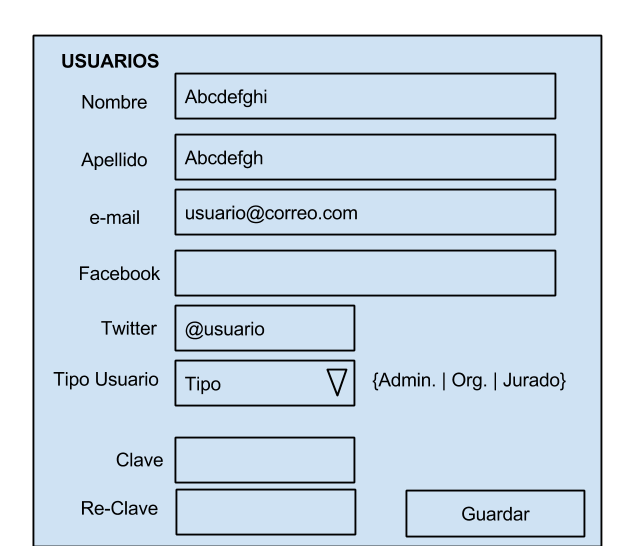 USUARIOS
Nombre Abcdefghi
Apellido Abcdefgh
e-mail usuario@correo.com
Facebook
Twitter @usuario
Tipo Usuario Tipo {Admin. | Org. | Jurado}
Clave
Re-Clave Guardar